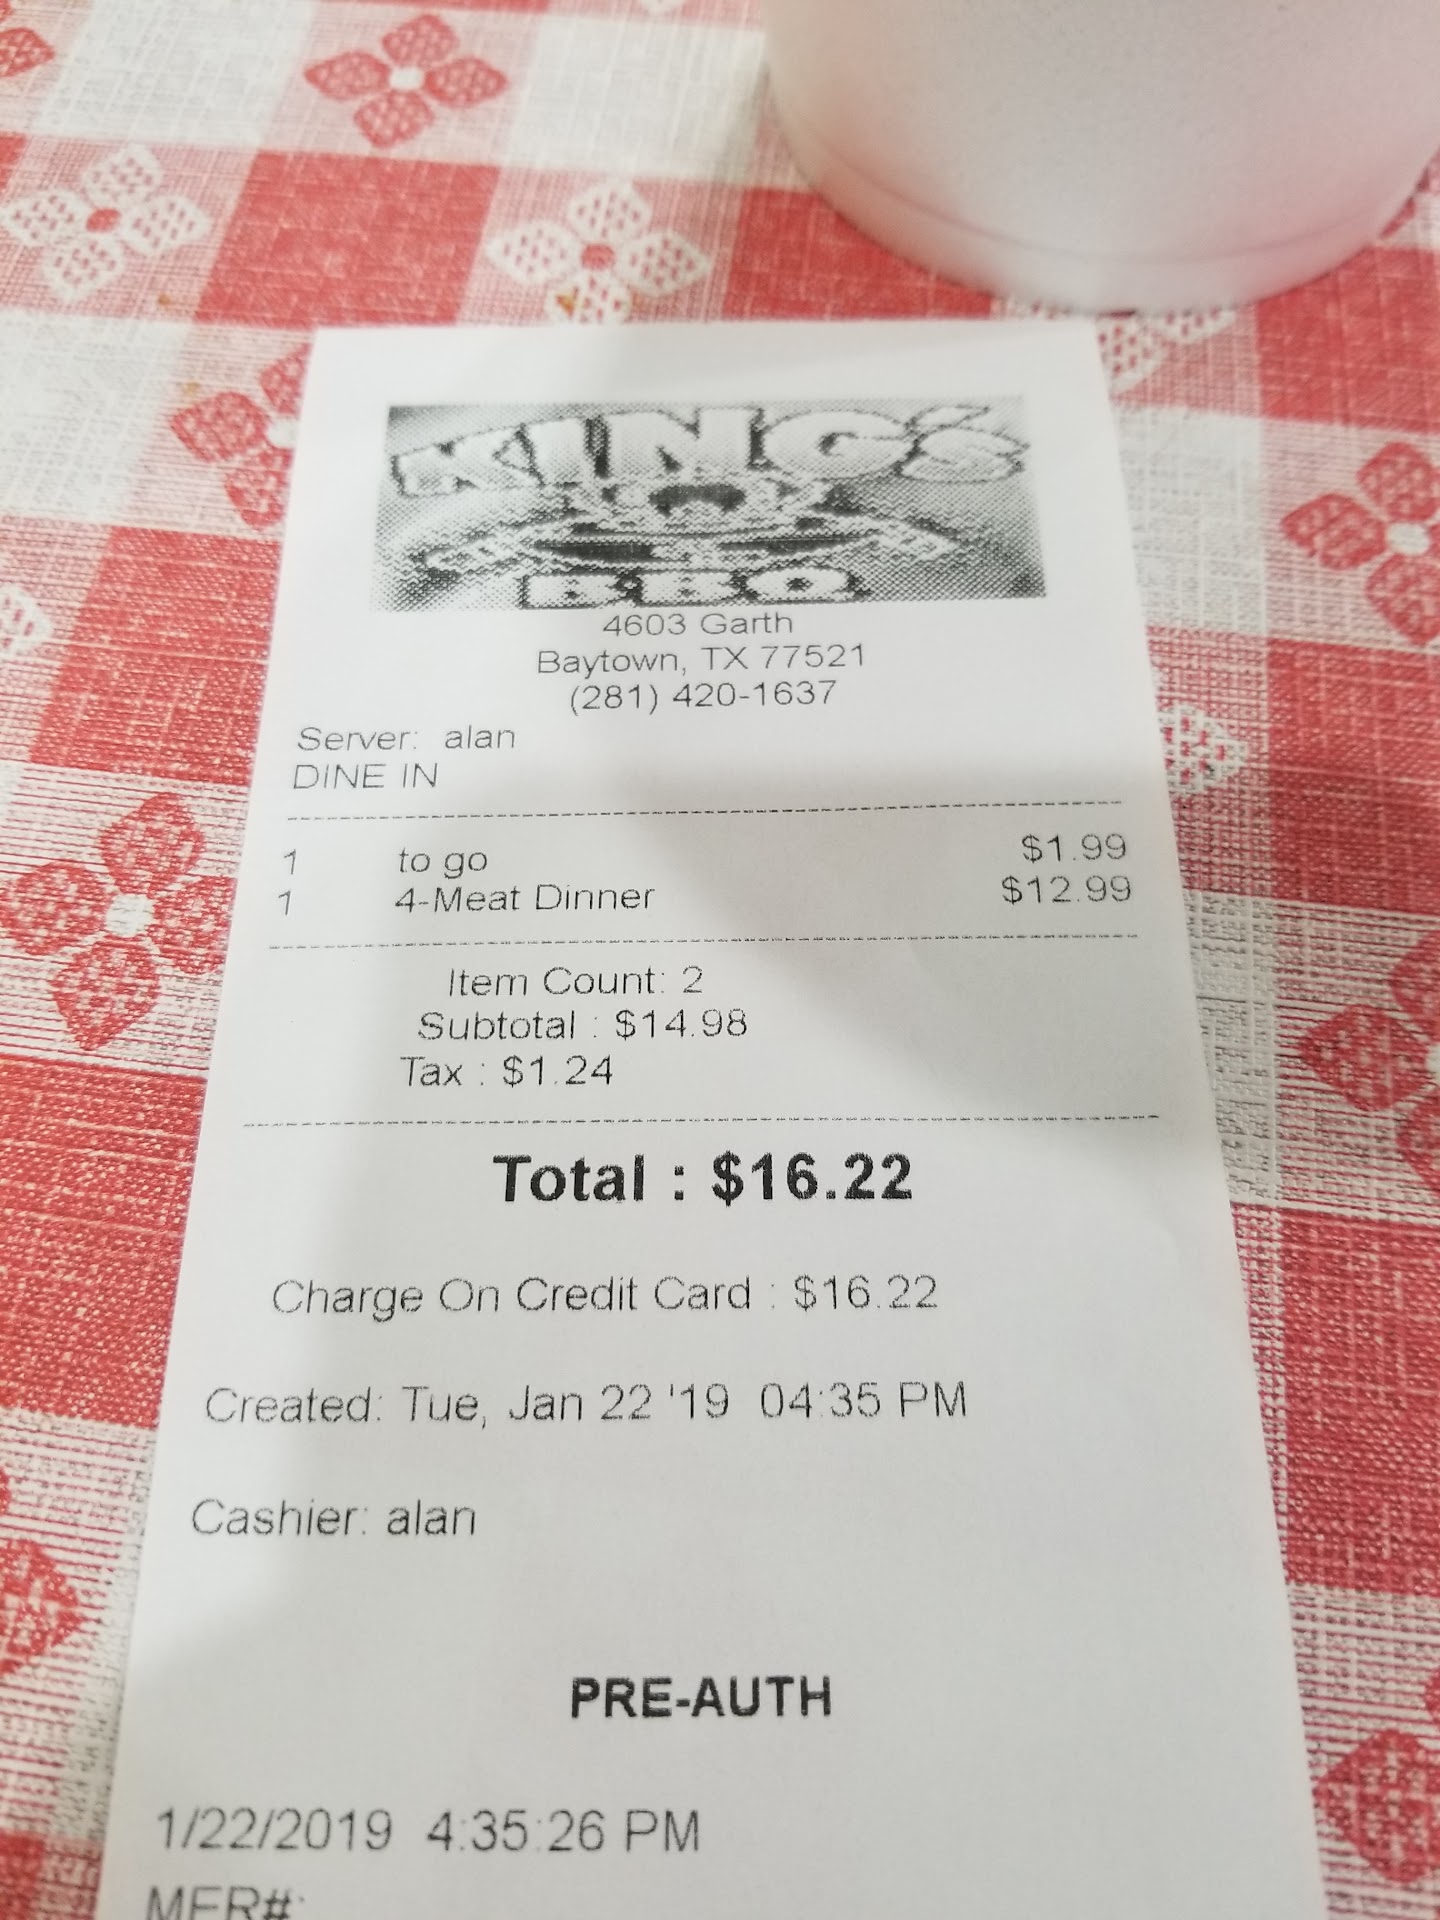 KING'S
BBQ
4603 Garth
Baytown, TX 77521
(281) 420-1637
Server: alan
DINE IN
1 to go $1.99
1 4-Meat Dinner $12.99
Item Count: 2
Subtotal : $14.98
Tax : $1.24
Total : $16.22
Charge On Credit Card : $16.22
Created: Tue, Jan 22 '19 04:35 PM
Cashier: alan
PRE-AUTH
1/22/2019 4:35:26 PM
MER#: